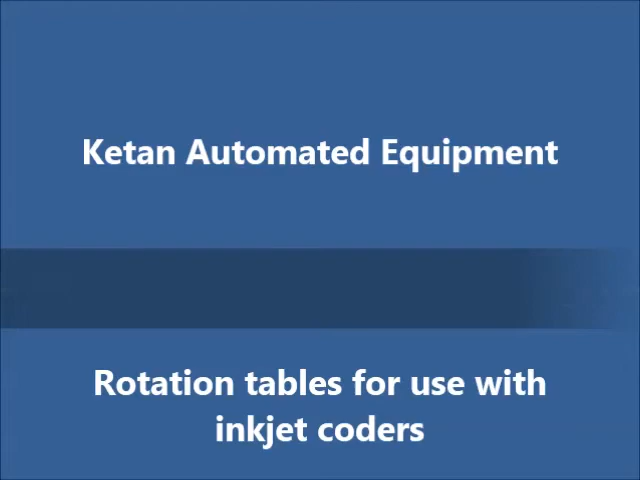 Ketan Automated Equipment
Rotation tables for use with
inkjet coders